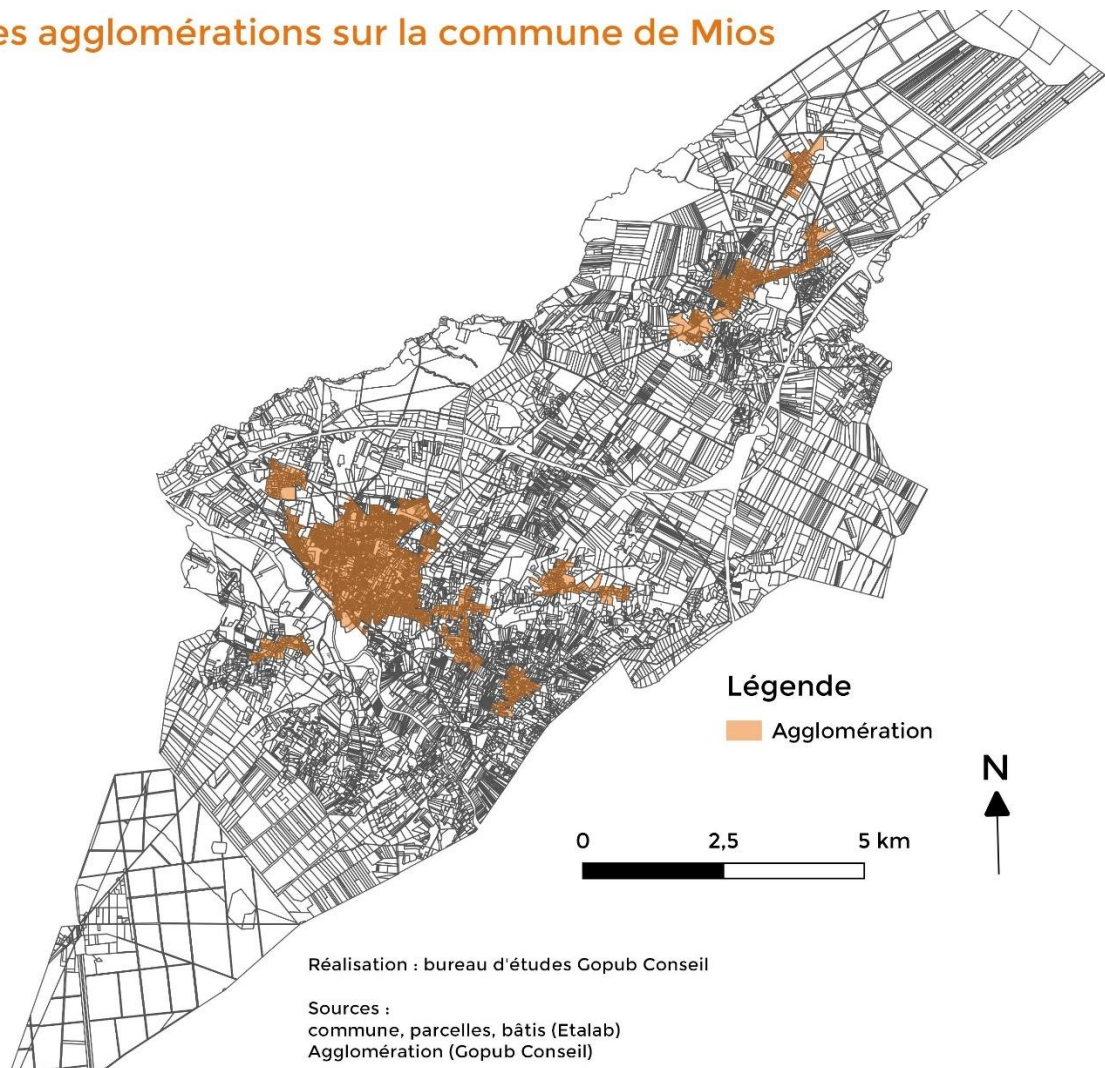 es agglomérations sur la commune de Mios
Légende
Agglomération
N
0 2,5 5 km
Réalisation : bureau d'études Gopub Conseil
Sources :
commune, parcelles, bâtis (Etalab)
Agglomération (Gopub Conseil)